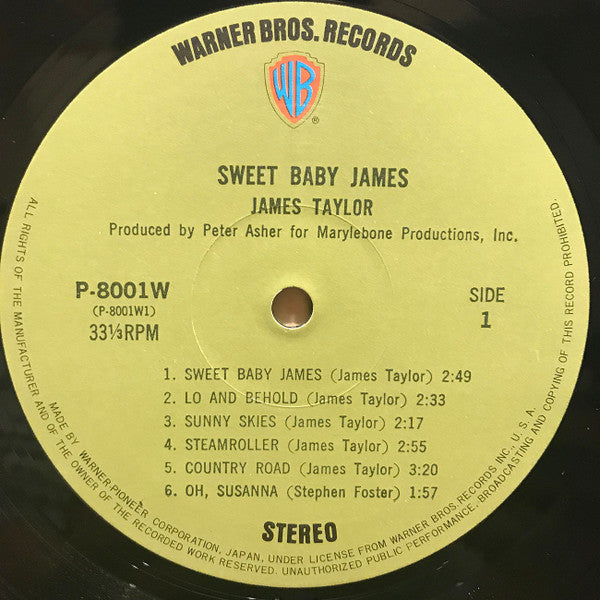 WARNER BROS. RECORDS
WB
®
SWEET BABY JAMES
JAMES TAYLOR
Produced by Peter Asher for Marylebone Productions, Inc.
P-8001W
(P-8001W1)
33⅓RPM
SIDE
1
1. SWEET BABY JAMES (James Taylor) 2:49
2. LO AND BEHOLD (James Taylor) 2:33
3. SUNNY SKIES (James Taylor) 2:17
4. STEAMROLLER (James Taylor) 2:55
5. COUNTRY ROAD (James Taylor) 3:20
6. OH, SUSANNA (Stephen Foster) 1:57
STEREO
MADE BY WARNER-PIONEER CORPORATION, JAPAN, UNDER LICENSE FROM WARNER BROS. RECORDS INC., U. S. A.
ALL RIGHTS OF THE MANUFACTURER AND OF THE OWNER OF THE RECORDED WORK RESERVED. UNAUTHORIZED PUBLIC PERFORMANCE, BROADCASTING AND COPYING OF THIS RECORD PROHIBITED.